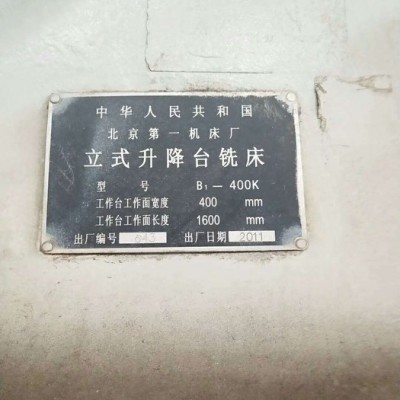 中华人民共和国
北京第一机床厂
立式升降台铣床
型 号 B₁—400K
工作台工作面宽度 400 mm
工作台工作面长度 1600 mm
出厂编号 643 出厂日期 2011